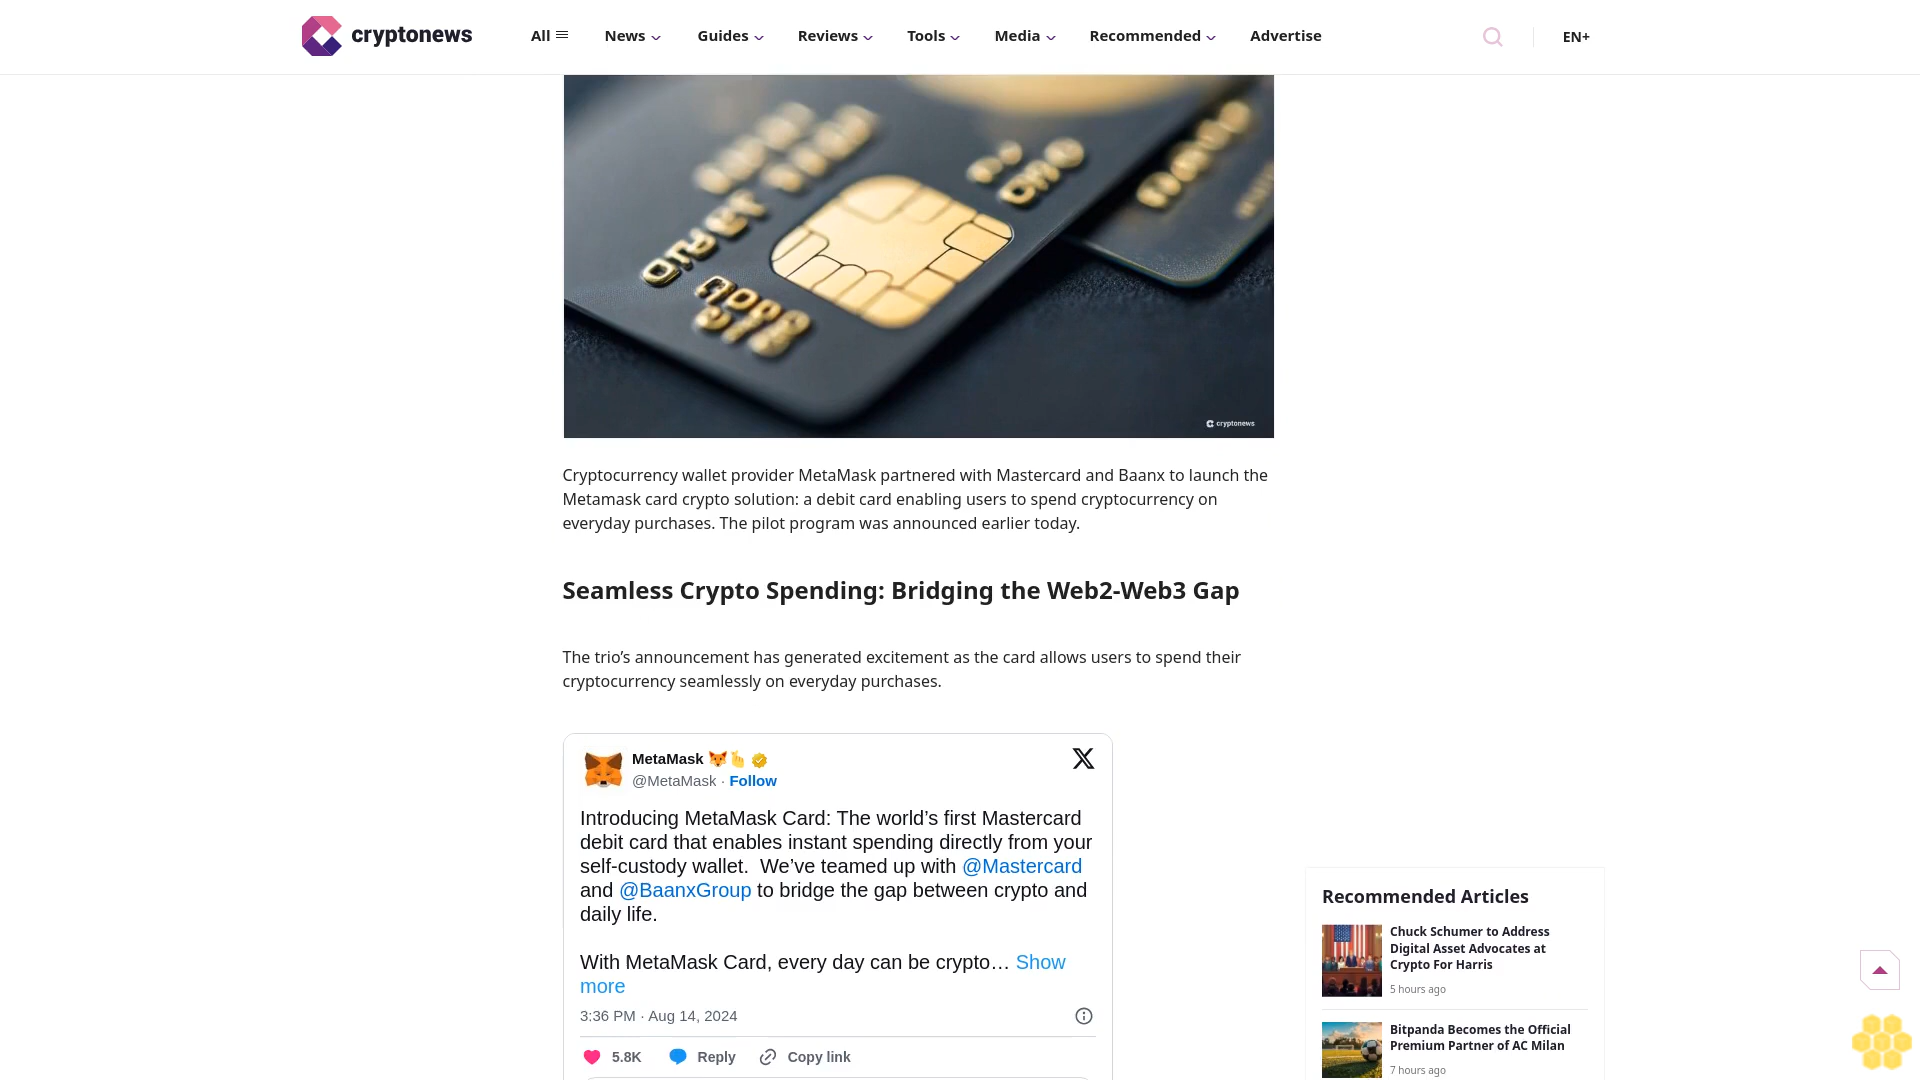 cryptonews
All
News
Guides
Reviews
Tools
Media
Recommended
Advertise
EN+
cryptonews
Cryptocurrency wallet provider MetaMask partnered with Mastercard and Baanx to launch the
Metamask card crypto solution: a debit card enabling users to spend cryptocurrency on
everyday purchases. The pilot program was announced earlier today.
Seamless Crypto Spending: Bridging the Web2-Web3 Gap
The trio’s announcement has generated excitement as the card allows users to spend their
cryptocurrency seamlessly on everyday purchases.
MetaMask 🦊🫰
@MetaMask · Follow
Introducing MetaMask Card: The world’s first Mastercard
debit card that enables instant spending directly from your
self-custody wallet.  We’ve teamed up with @Mastercard
and @BaanxGroup to bridge the gap between crypto and
daily life.
With MetaMask Card, every day can be crypto… Show
more
3:36 PM · Aug 14, 2024
5.8K
Reply
Copy link
Recommended Articles
Chuck Schumer to Address
Digital Asset Advocates at
Crypto For Harris
5 hours ago
Bitpanda Becomes the Official
Premium Partner of AC Milan
7 hours ago